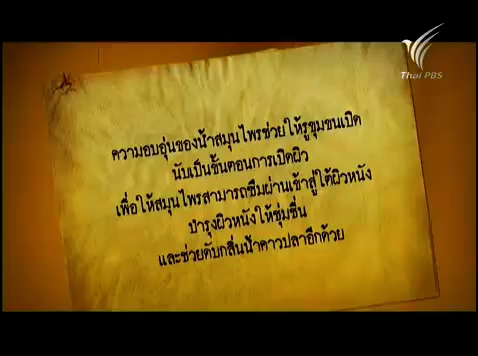 Thai PBS
ความอบอุ่นของน้ำสมุนไพรช่วยให้รูขุมขนเปิด
นับเป็นขั้นตอนการเปิดผิว
เพื่อให้สมุนไพรสามารถซึมผ่านเข้าสู่ใต้ผิวหนัง
บำรุงผิวหนังให้ชุ่มชื่น
และช่วยดับกลิ่นน้ำคาวปลาอีกด้วย